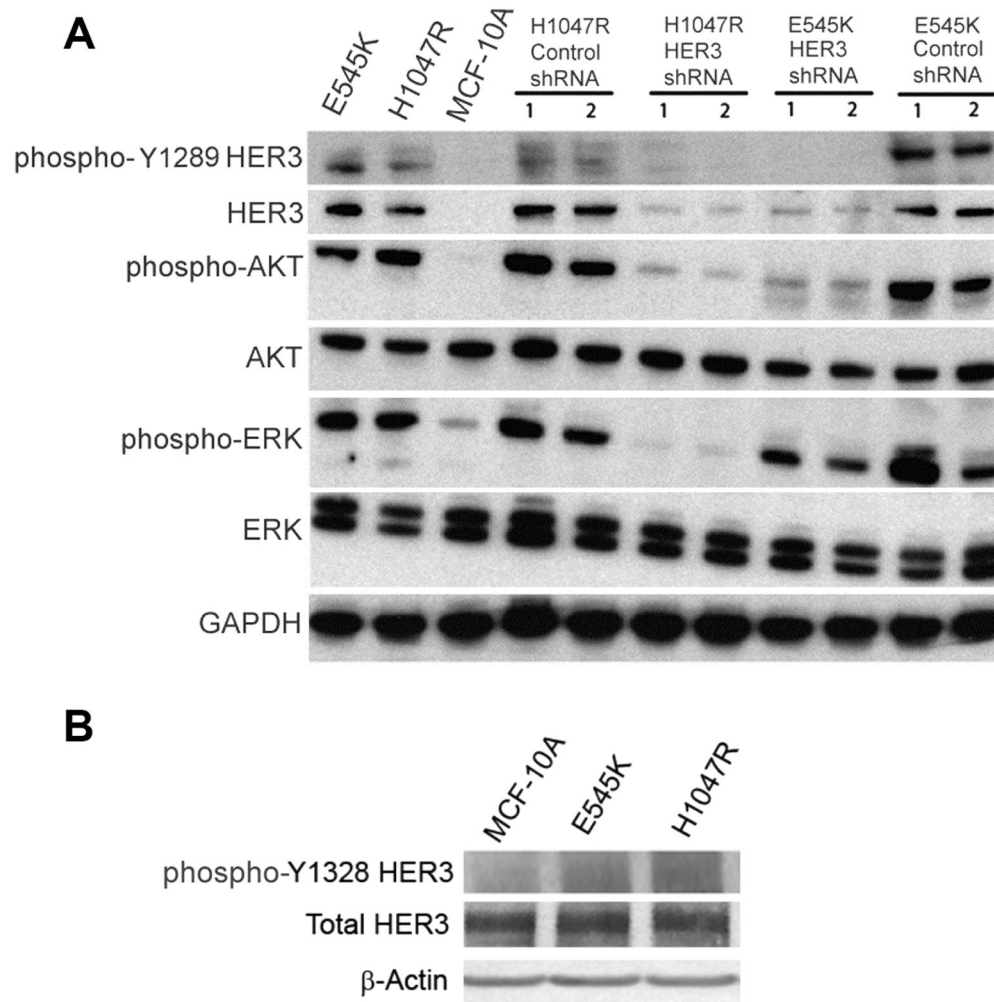 A
E545K
H1047R
MCF-10A
H1047R
Control
shRNA
H1047R
HER3
shRNA
E545K
HER3
shRNA
E545K
Control
shRNA
1 2 1 2 1 2 1 2
phospho-Y1289 HER3
HER3
phospho-AKT
AKT
phospho-ERK
ERK
GAPDH
B
MCF-10A
E545K
H1047R
phospho-Y1328 HER3
Total HER3
β-Actin